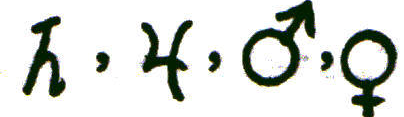 ♄, ♃, ♂, ♀